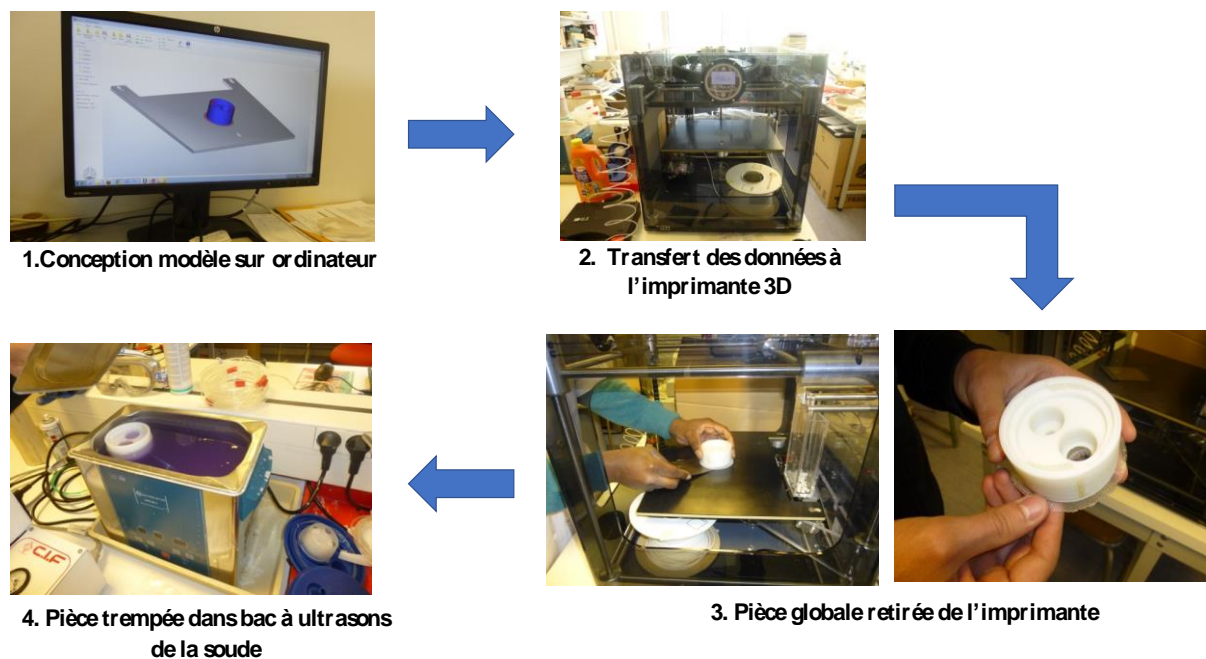 1.Conception modèle sur ordinateur
2. Transfert des données à
l'imprimante 3D
3. Pièce globale retirée de l'imprimante
4. Pièce trempée dans bac à ultrasons
de la soude
C.I.F